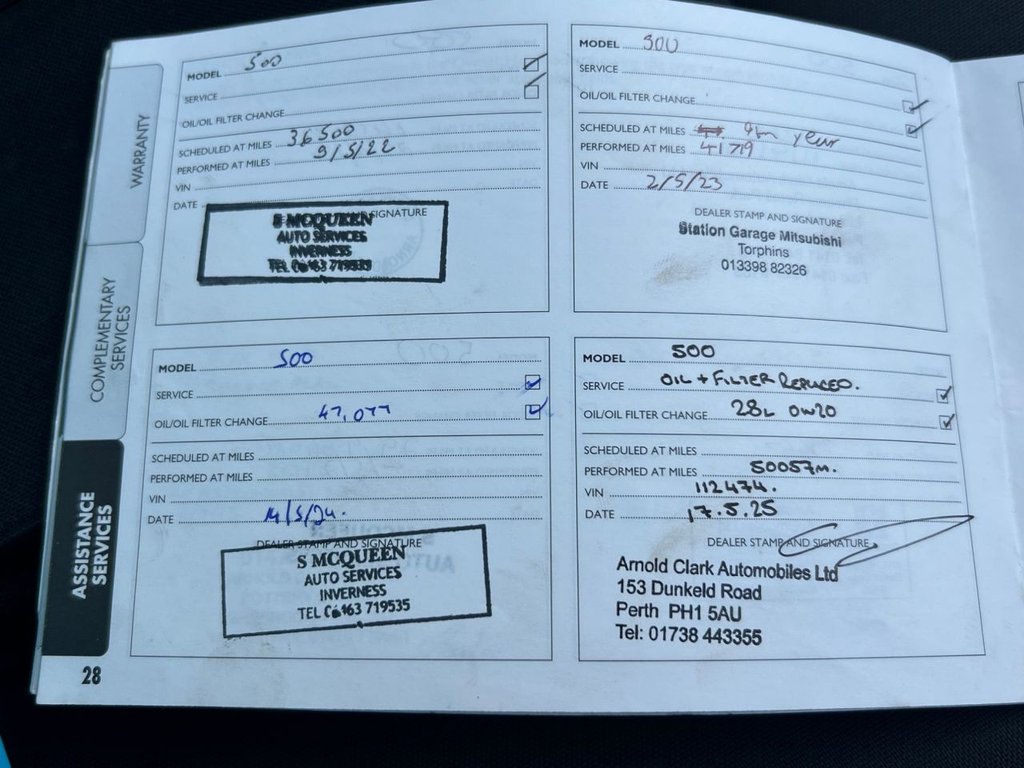 WARRANTY
COMPLEMENTARY
SERVICES
ASSISTANCE
SERVICES
28
MODEL 500
SERVICE
OIL/OIL FILTER CHANGE
SCHEDULED AT MILES 36500
PERFORMED AT MILES 9/5/22
VIN
DATE
SIGNATURE
S MCQUEEN
AUTO SERVICES
INVERNESS
TEL
MODEL 500
SERVICE
OIL/OIL FILTER CHANGE
SCHEDULED AT MILES year
PERFORMED AT MILES 41719
VIN
DATE 2/5/23
DEALER STAMP AND SIGNATURE
Station Garage Mitsubishi
Torphins
013398 82326
MODEL 500
SERVICE
OIL/OIL FILTER CHANGE 47,077
SCHEDULED AT MILES
PERFORMED AT MILES
VIN
DATE 14/5/24.
DEALER STAMP AND SIGNATURE
S MCQUEEN
AUTO SERVICES
INVERNESS
TEL 719535
MODEL 500
SERVICE OIL + FILTER REPLACED.
OIL/OIL FILTER CHANGE 28L 0W20
SCHEDULED AT MILES
PERFORMED AT MILES 50057m.
VIN 112474.
DATE 17.5.25
DEALER STAMP AND SIGNATURE
Arnold Clark Automobiles Ltd
153 Dunkeld Road
Perth PH1 5AU
Tel: 01738 443355